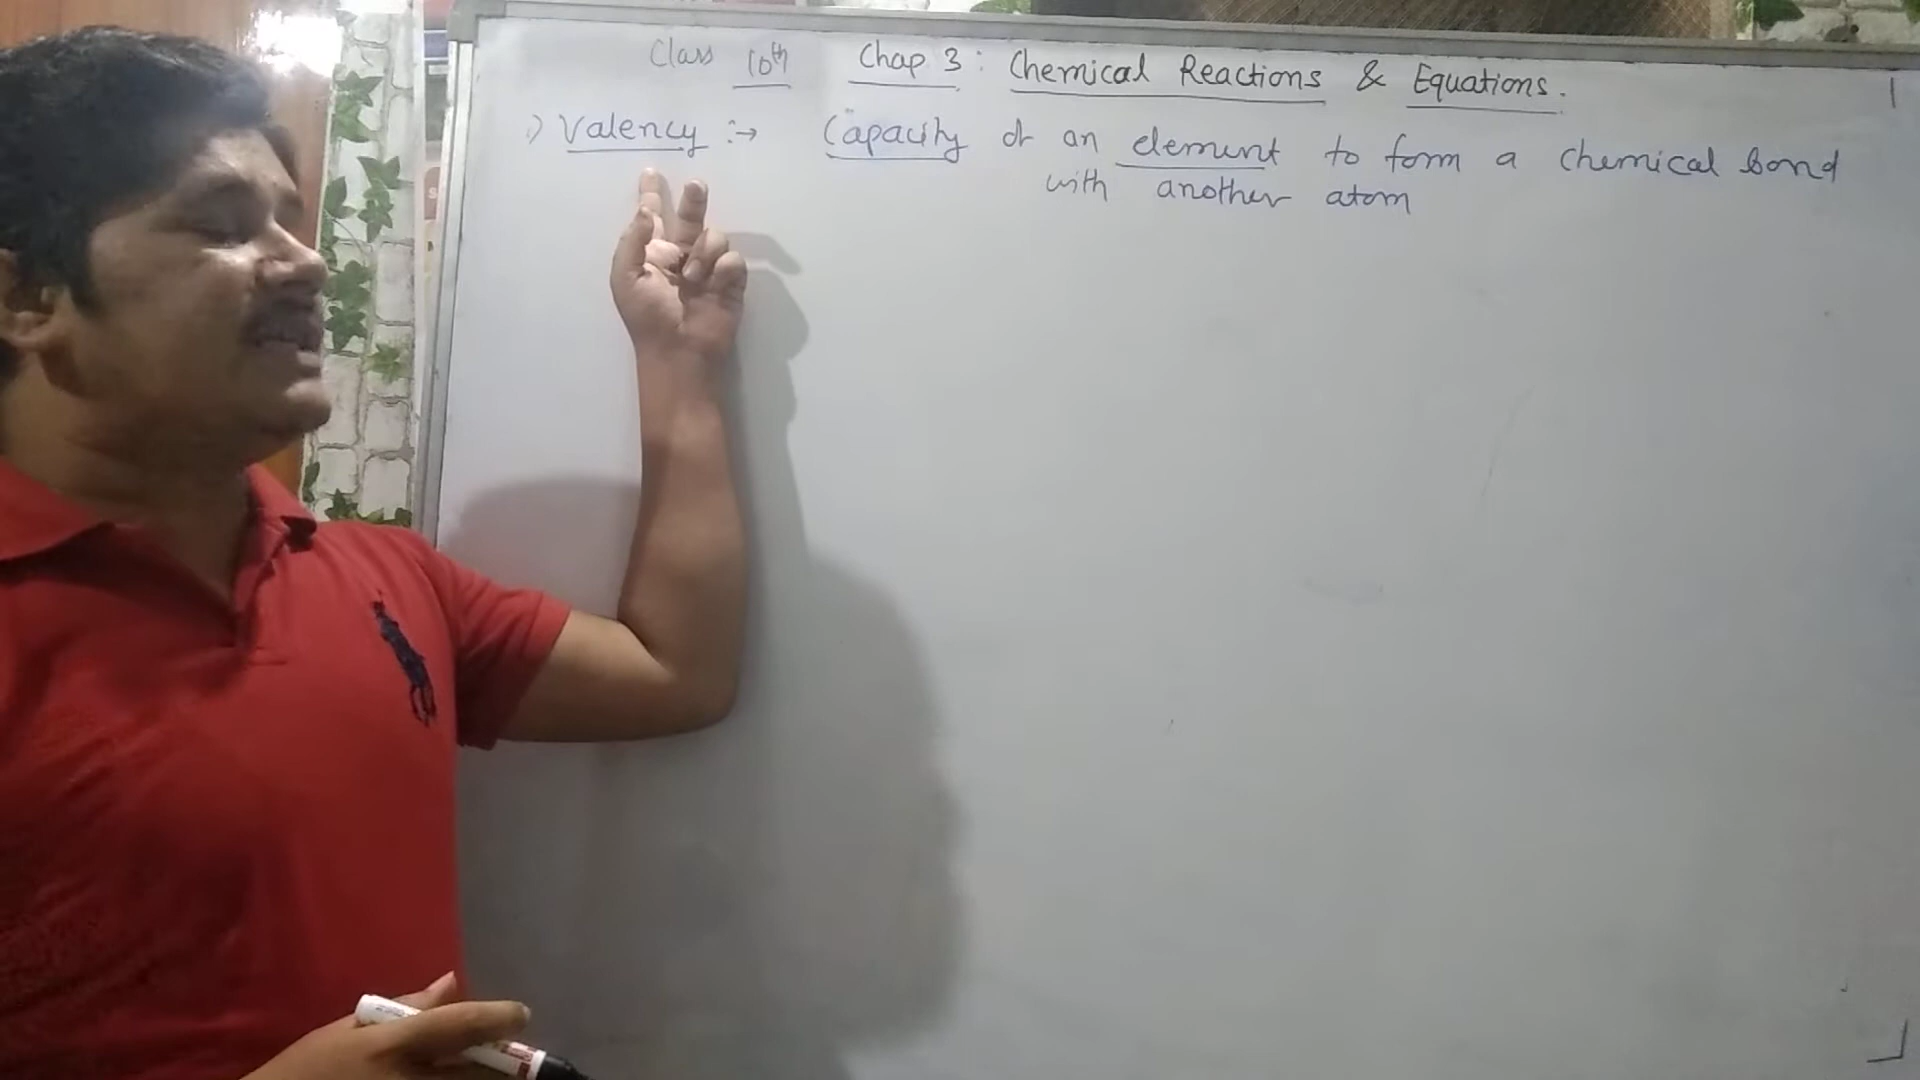 Class 10th Chap 3 : Chemical Reactions & Equations.
1) Valency :→ Capacity of an element to form a chemical bond
with another atom